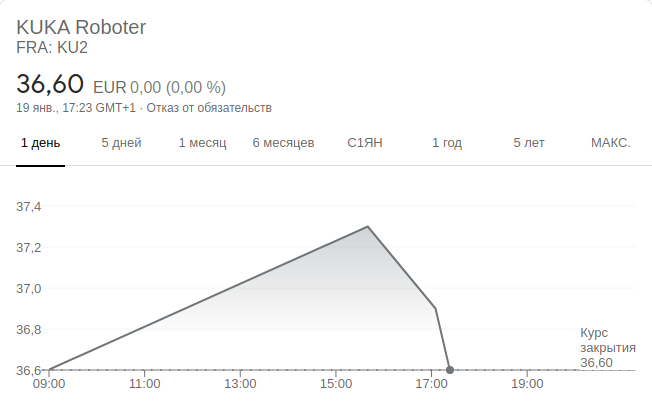 KUKA Roboter
FRA: KU2
36,60 EUR 0,00 (0,00 %)
19 янв., 17:23 GMT+1 · Отказ от обязательств
1 день 5 дней 1 месяц 6 месяцев С1ЯН 1 год 5 лет МАКС.
37,4
37,2
37,0
36,8
36,6
Курс
закрытия
36,60
09:00 11:00 13:00 15:00 17:00 19:00